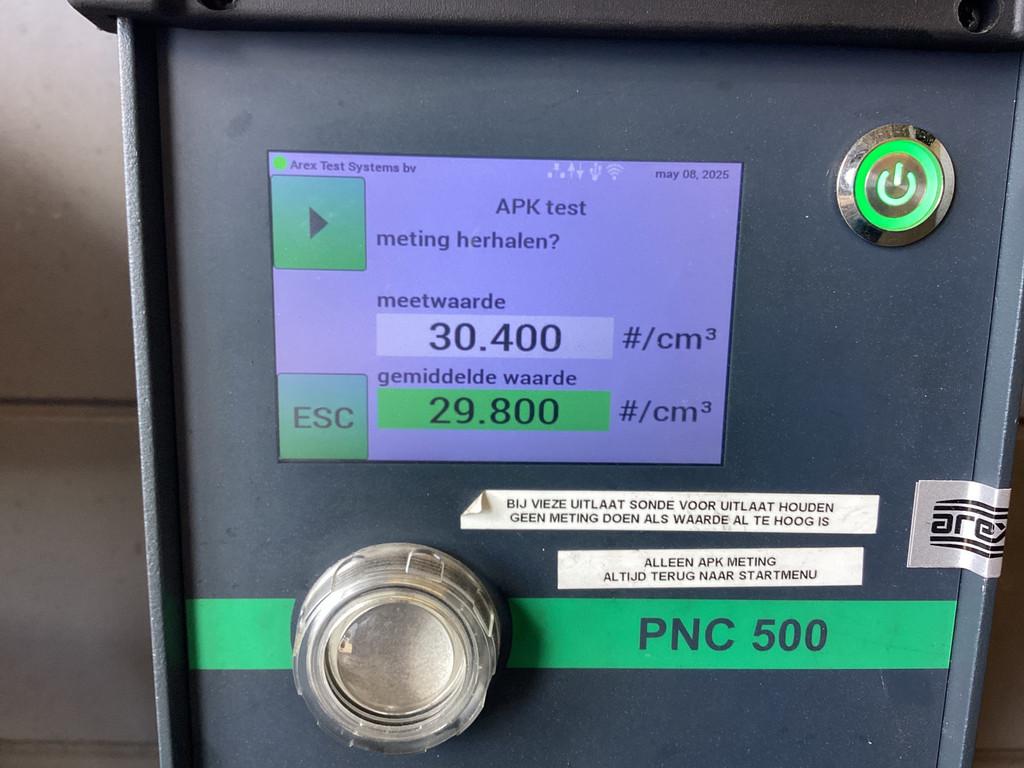 Arex Test Systems bv
may 08, 2025
APK test
meting herhalen?
meetwaarde
30.400 #/cm³
gemiddelde waarde
29.800 #/cm³
ESC
BIJ VIEZE UITLAAT SONDE VOOR UITLAAT HOUDEN
GEEN METING DOEN ALS WAARDE AL TE HOOG IS
arex
ALLEEN APK METING
ALTIJD TERUG NAAR STARTMENU
PNC 500